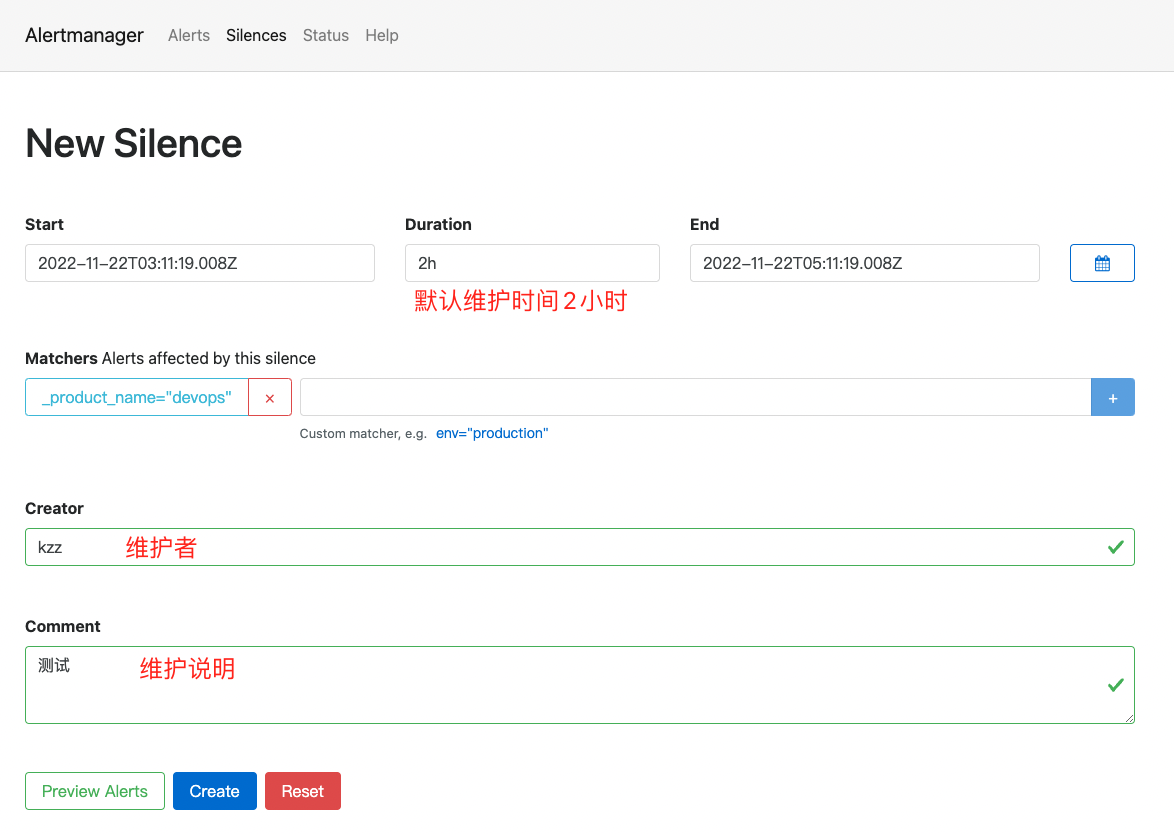 Alertmanager Alerts Silences Status Help
New Silence
Start Duration End
2022-11-22T03:11:19.008Z 2h 2022-11-22T05:11:19.008Z
默认维护时间2小时
Matchers Alerts affected by this silence
_product_name="devops" × +
Custom matcher, e.g. env="production"
Creator
kzz 维护者
Comment
测试 维护说明
Preview Alerts Create Reset